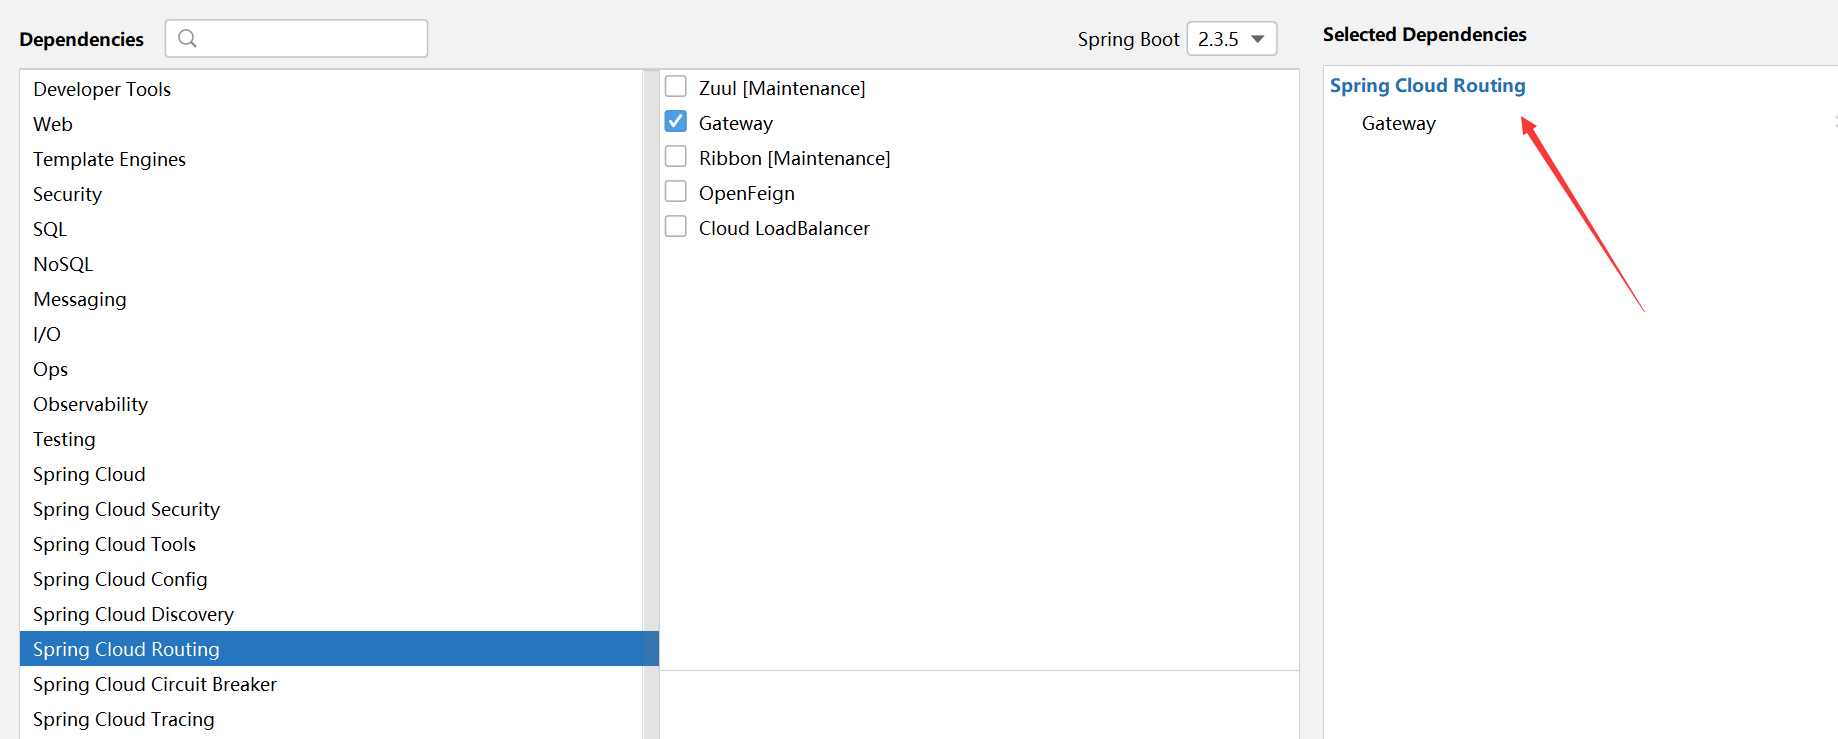 Dependencies
Spring Boot 2.3.5
Selected Dependencies
Developer Tools
Web
Template Engines
Security
SQL
NoSQL
Messaging
I/O
Ops
Observability
Testing
Spring Cloud
Spring Cloud Security
Spring Cloud Tools
Spring Cloud Config
Spring Cloud Discovery
Spring Cloud Routing
Spring Cloud Circuit Breaker
Spring Cloud Tracing
Zuul [Maintenance]
Gateway
Ribbon [Maintenance]
OpenFeign
Cloud LoadBalancer
Spring Cloud Routing
Gateway